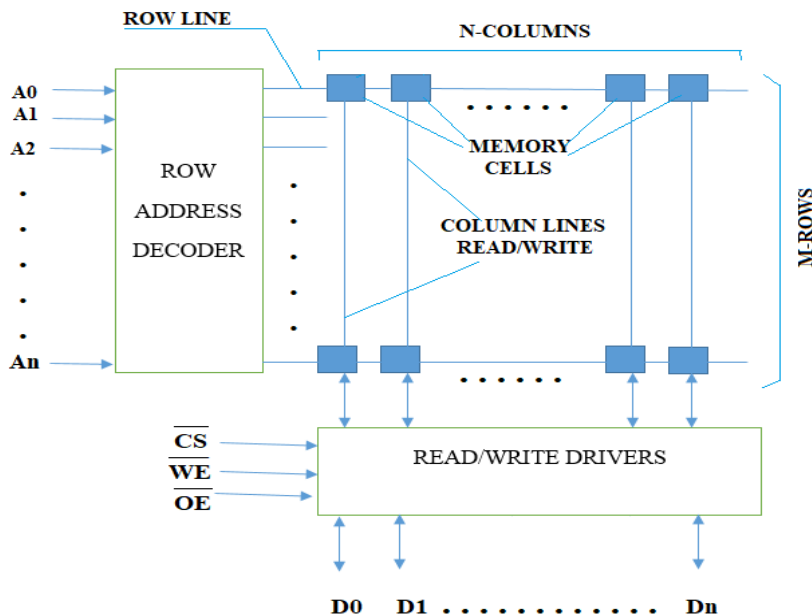 ROW LINE
N-COLUMNS
A0
A1
A2
An
ROW
ADDRESS
DECODER
MEMORY
CELLS
COLUMN LINES
READ/WRITE
M-ROWS
CS
WE
OE
READ/WRITE DRIVERS
D0 D1 . . . . . . . . . . . . Dn